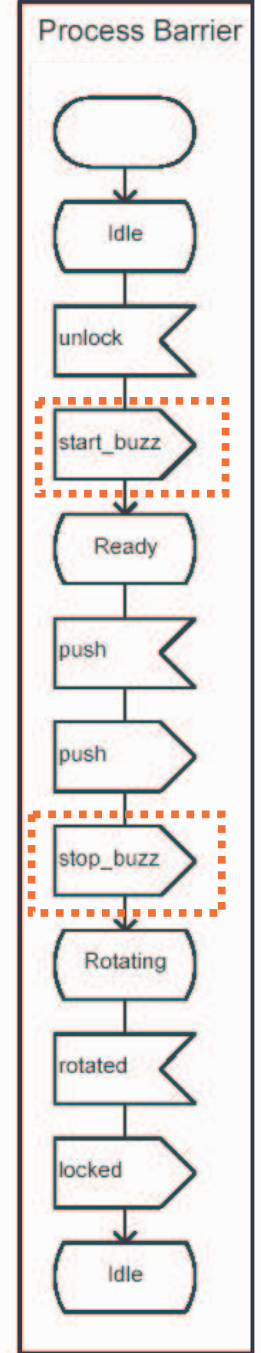 Process Barrier
Idle
unlock
start_buzz
Ready
push
push
stop_buzz
Rotating
rotated
locked
Idle